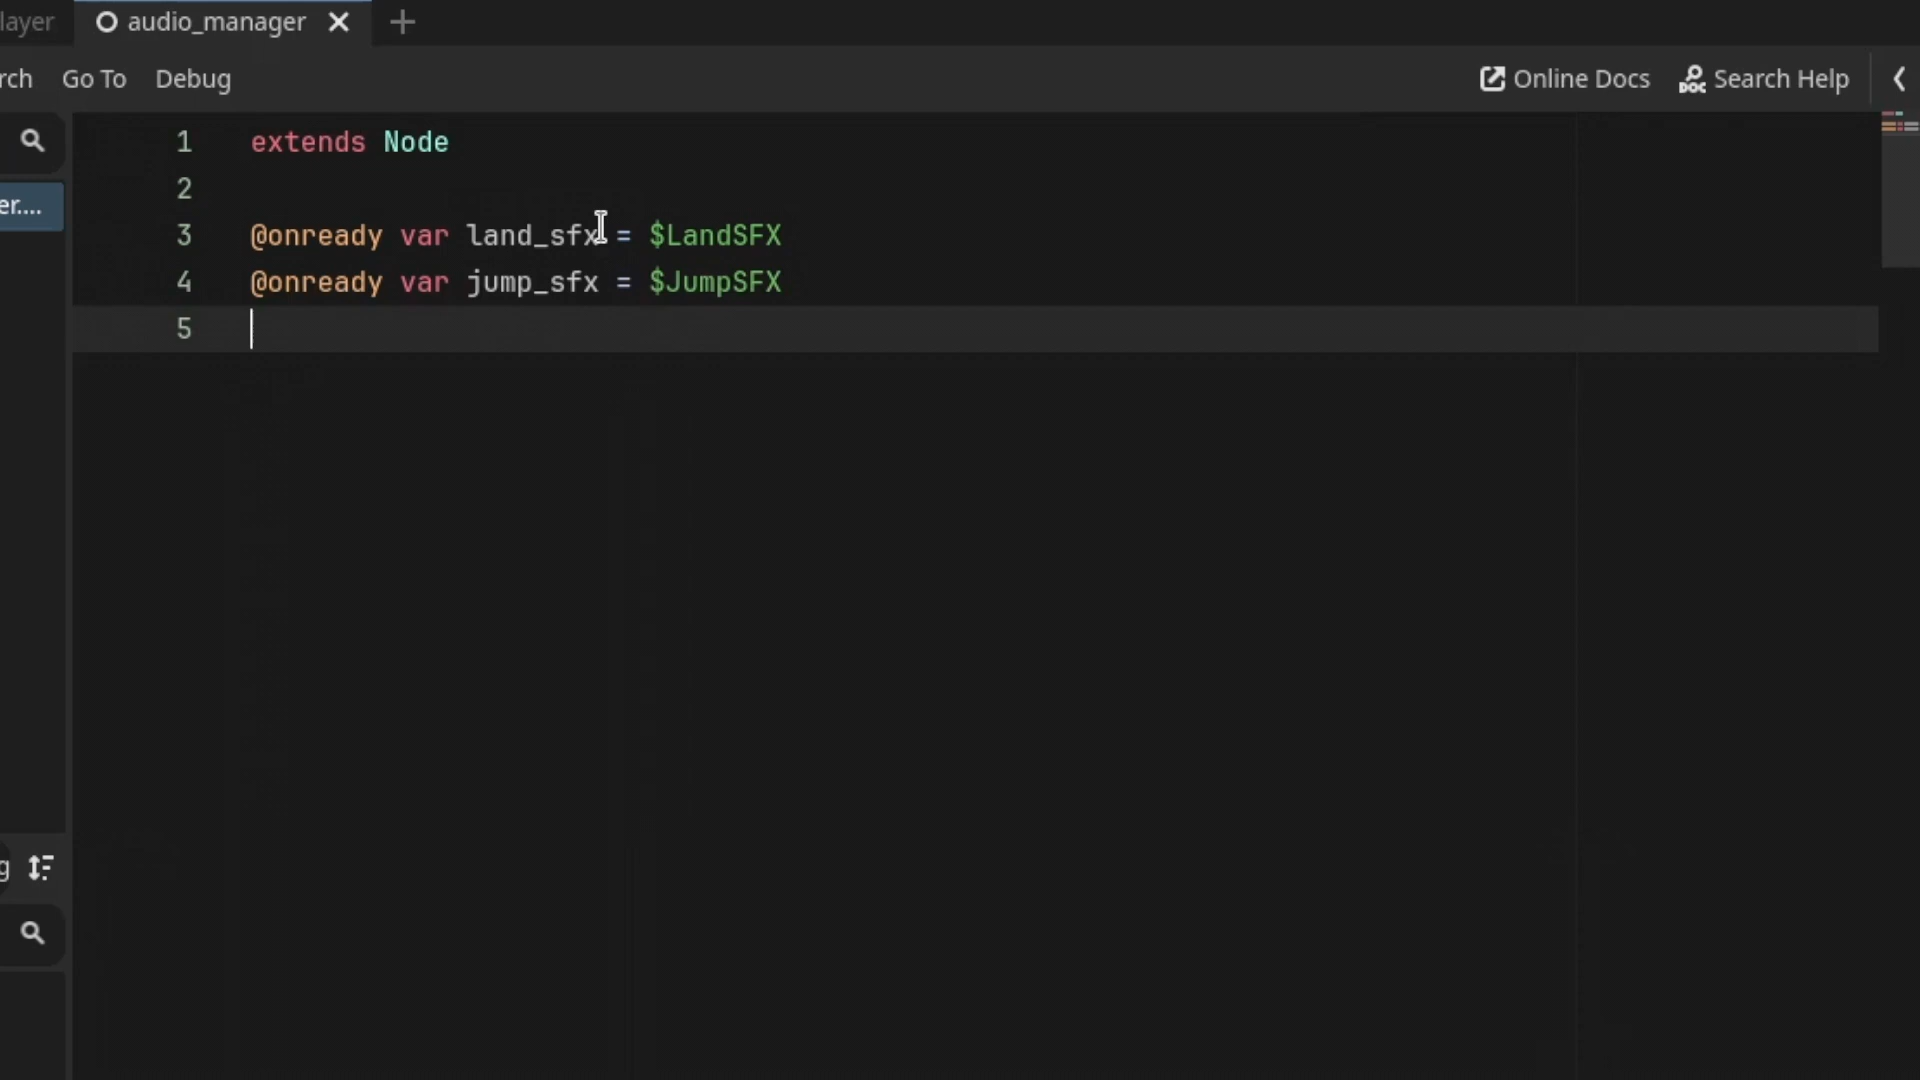 layer audio_manager
rch Go To Debug Online Docs Search Help
1 extends Node
2
er....
3 @onready var land_sfx = $LandSFX
4 @onready var jump_sfx = $JumpSFX
5
g